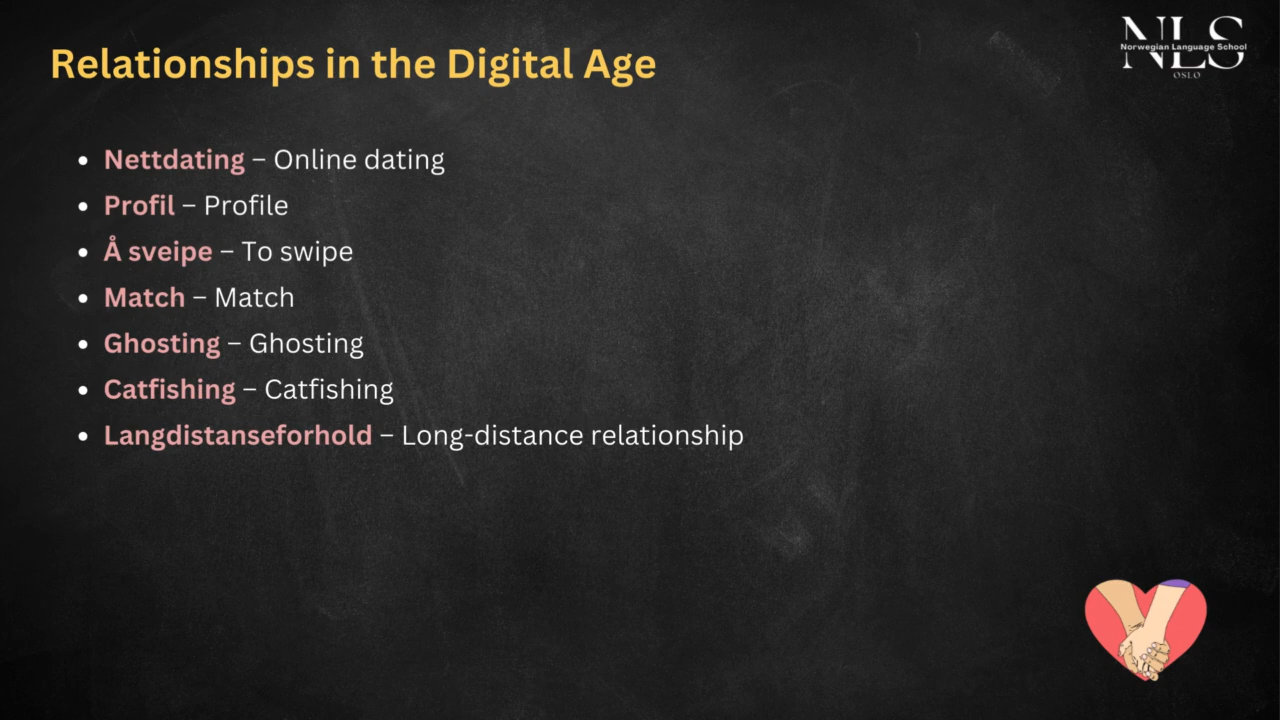 Relationships in the Digital Age
NLS
Norwegian Language School
OSLO
• Nettdating – Online dating
• Profil – Profile
• Å sveipe – To swipe
• Match – Match
• Ghosting – Ghosting
• Catfishing – Catfishing
• Langdistanseforhold – Long-distance relationship